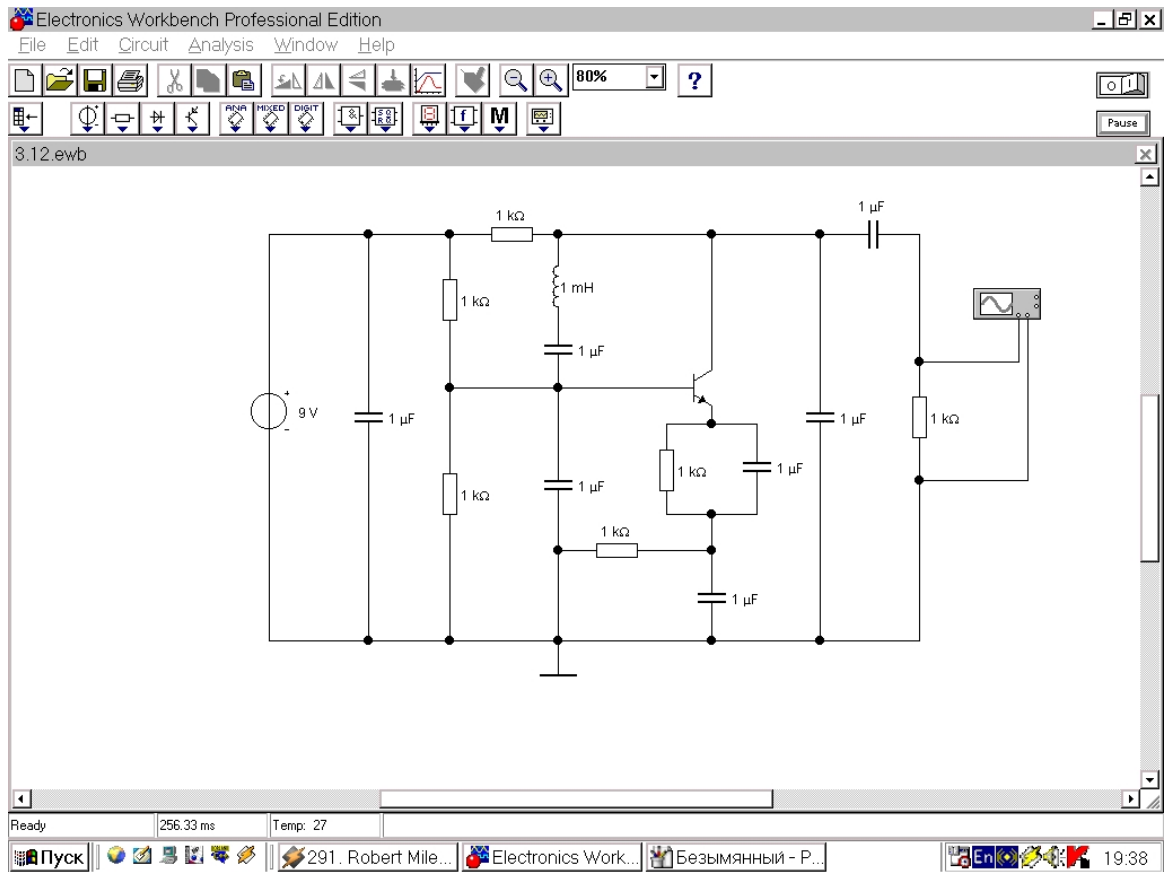 Electronics Workbench Professional Edition
File Edit Circuit Analysis Window Help
80% ?
ANA MIXED DIGIT M
Pause
3.12.ewb
1 µF
1 kΩ
1 mH
1 kΩ
1 µF
9 V
1 µF
1 µF
1 kΩ
1 kΩ
1 µF
1 kΩ
1 µF
1 kΩ
1 µF
Ready 256.33 ms Temp: 27
Пуск 291. Robert Mile... Electronics Work... Безымянный - P... En 19:38